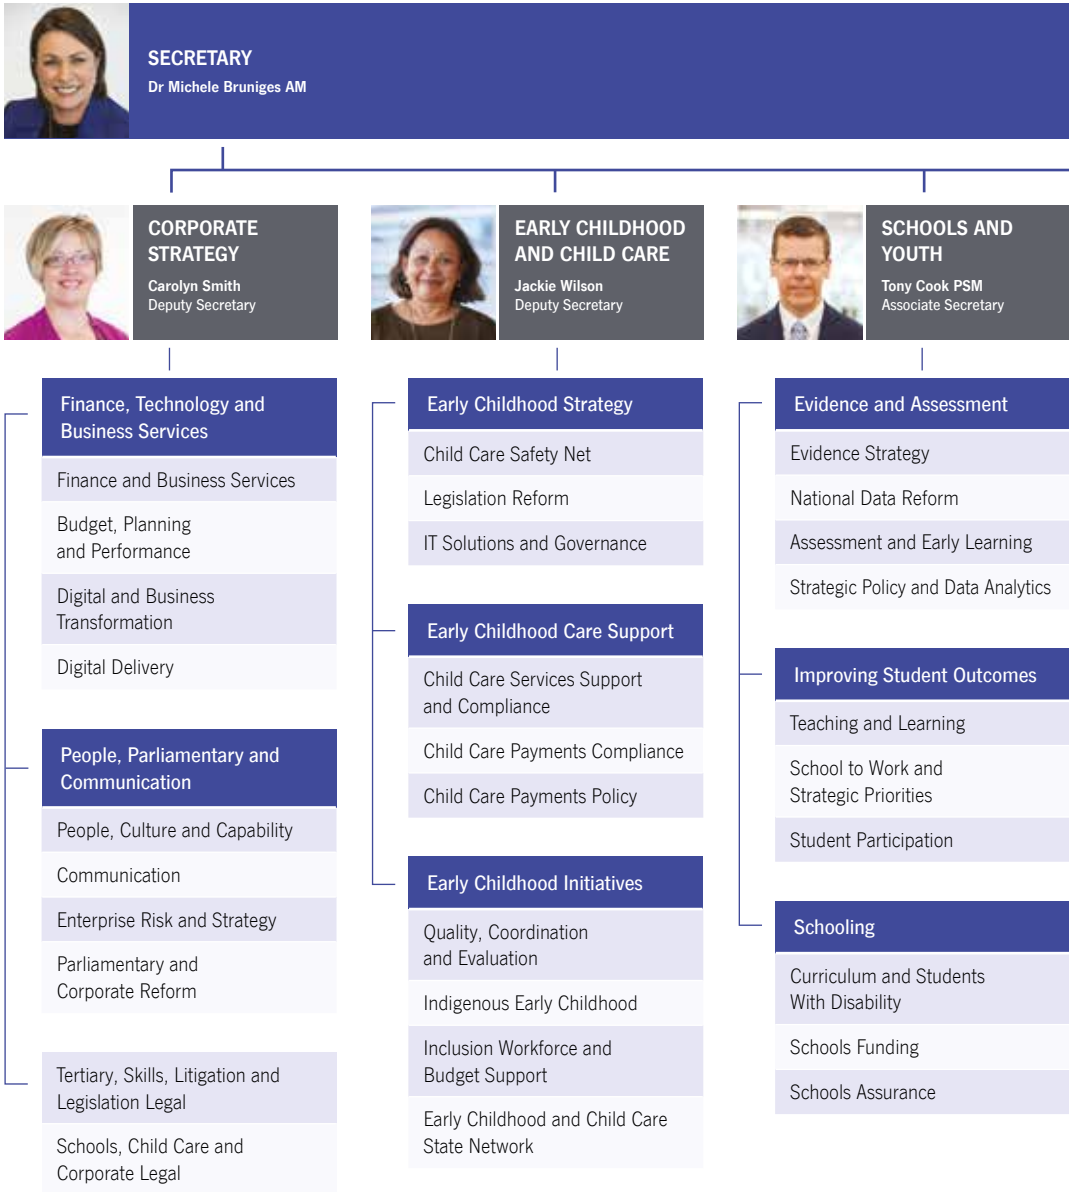 SECRETARY
Dr Michele Bruniges AM
CORPORATE
STRATEGY
Carolyn Smith
Deputy Secretary
EARLY CHILDHOOD
AND CHILD CARE
Jackie Wilson
Deputy Secretary
SCHOOLS AND
YOUTH
Tony Cook PSM
Associate Secretary
Finance, Technology and
Business Services
Finance and Business Services
Budget, Planning
and Performance
Digital and Business
Transformation
Digital Delivery
People, Parliamentary and
Communication
People, Culture and Capability
Communication
Enterprise Risk and Strategy
Parliamentary and
Corporate Reform
Tertiary, Skills, Litigation and
Legislation Legal
Schools, Child Care and
Corporate Legal
Early Childhood Strategy
Child Care Safety Net
Legislation Reform
IT Solutions and Governance
Early Childhood Care Support
Child Care Services Support
and Compliance
Child Care Payments Compliance
Child Care Payments Policy
Early Childhood Initiatives
Quality, Coordination
and Evaluation
Indigenous Early Childhood
Inclusion Workforce and
Budget Support
Early Childhood and Child Care
State Network
Evidence and Assessment
Evidence Strategy
National Data Reform
Assessment and Early Learning
Strategic Policy and Data Analytics
Improving Student Outcomes
Teaching and Learning
School to Work and
Strategic Priorities
Student Participation
Schooling
Curriculum and Students
With Disability
Schools Funding
Schools Assurance